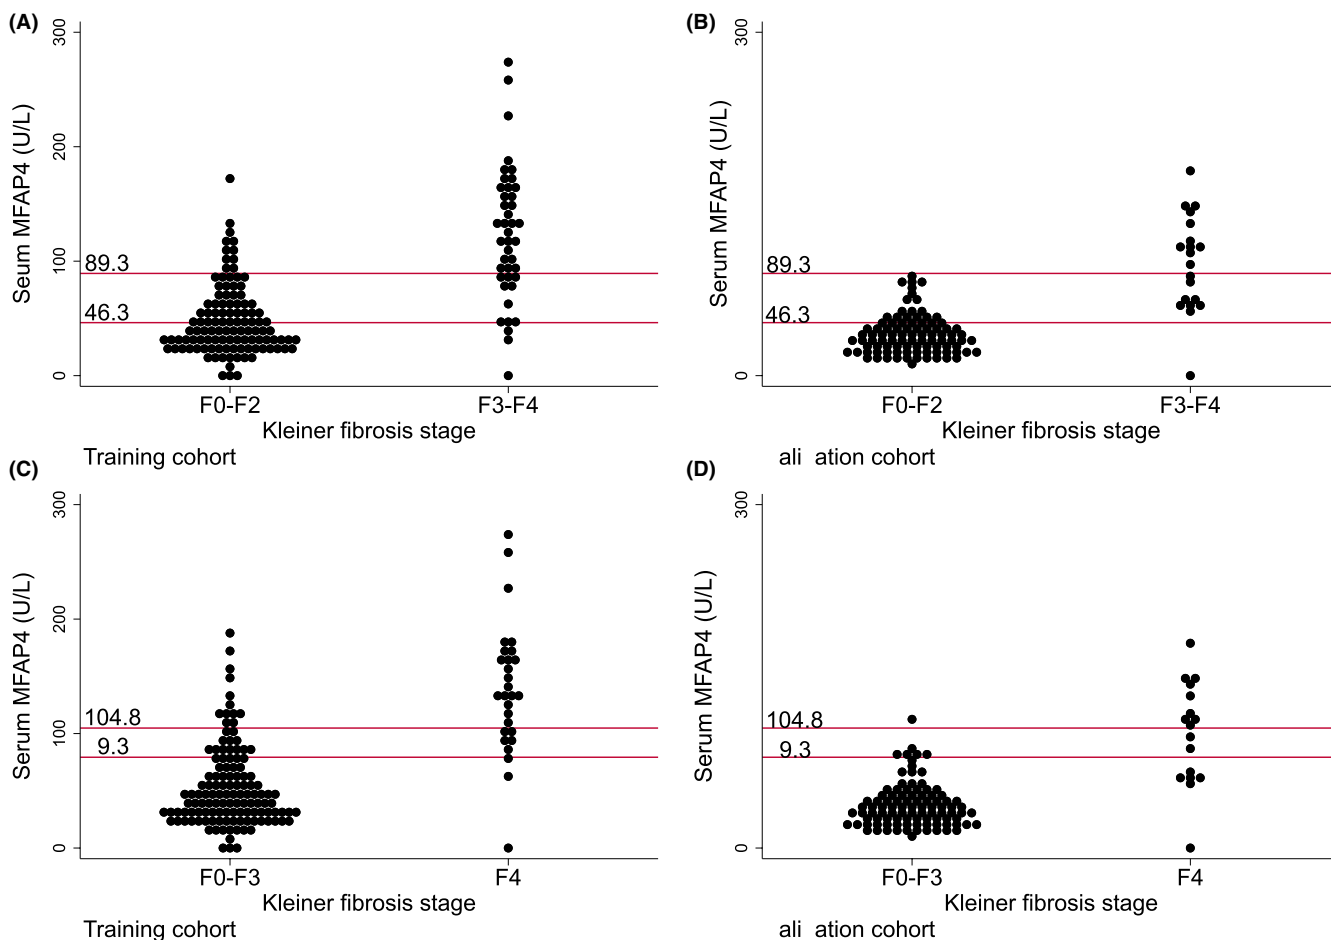 (A)
300
200
100
0
Seum MFAP4 (U/L)
89.3
46.3
F0-F2
F3-F4
Kleiner fibrosis stage
Training cohort
(B)
300
0
Serum MFAP4 (U/L)
89.3
46.3
F0-F2
F3-F4
Kleiner fibrosis stage
ali ation cohort
(C)
300
200
100
0
Serum MFAP4 (U/L)
104.8
9.3
F0-F3
F4
Kleiner fibrosis stage
Training cohort
(D)
300
0
Serum MFAP4 (U/L)
104.8
9.3
F0-F3
F4
Kleiner fibrosis stage
ali ation cohort